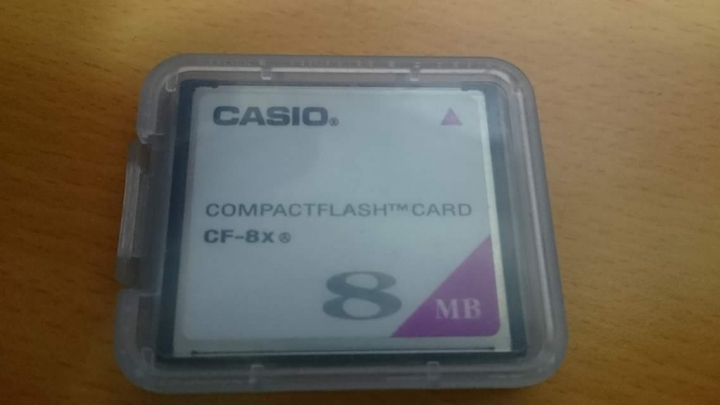 CASIO®
COMPACTFLASH™ CARD
CF-8x®
8
MB